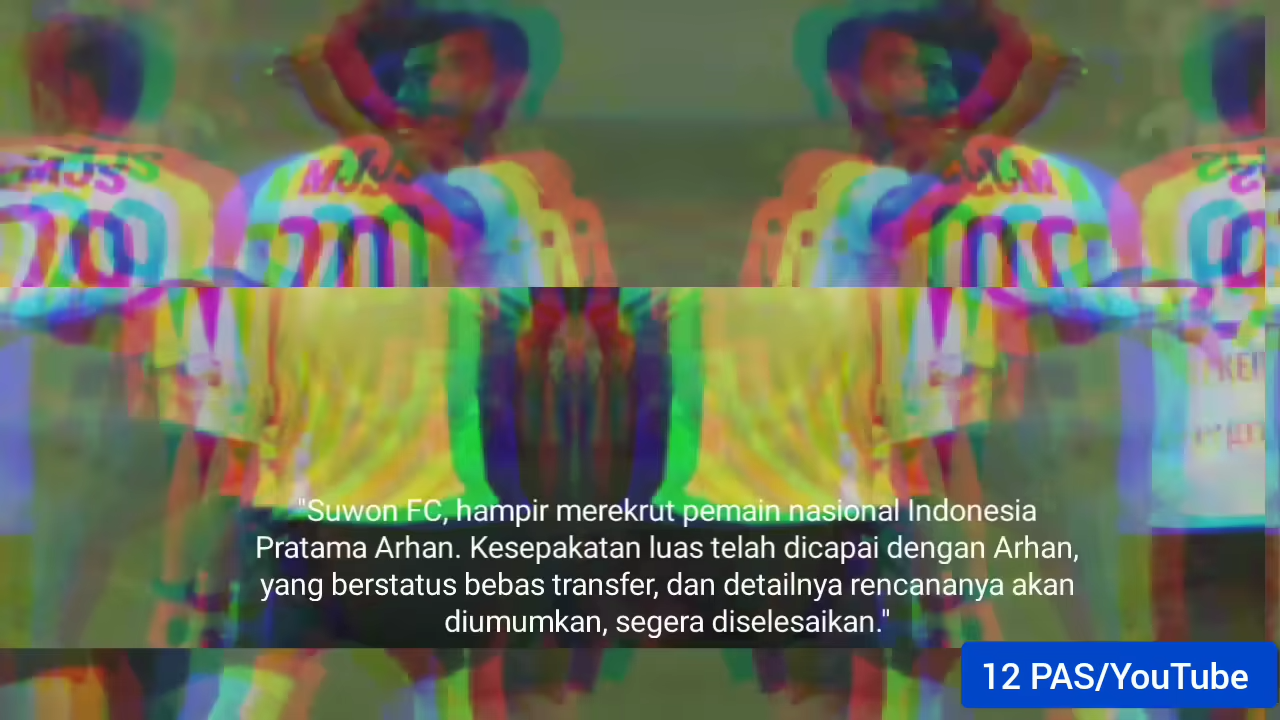 "Suwon FC, hampir merekrut pemain nasional Indonesia
Pratama Arhan. Kesepakatan luas telah dicapai dengan Arhan,
yang berstatus bebas transfer, dan detailnya rencananya akan
diumumkan, segera diselesaikan."
12 PAS/YouTube